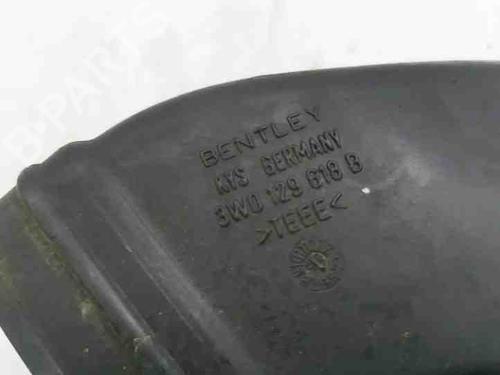 BENTLEY
KYS GERMANY
3W0 129 618 B
>TEEE<